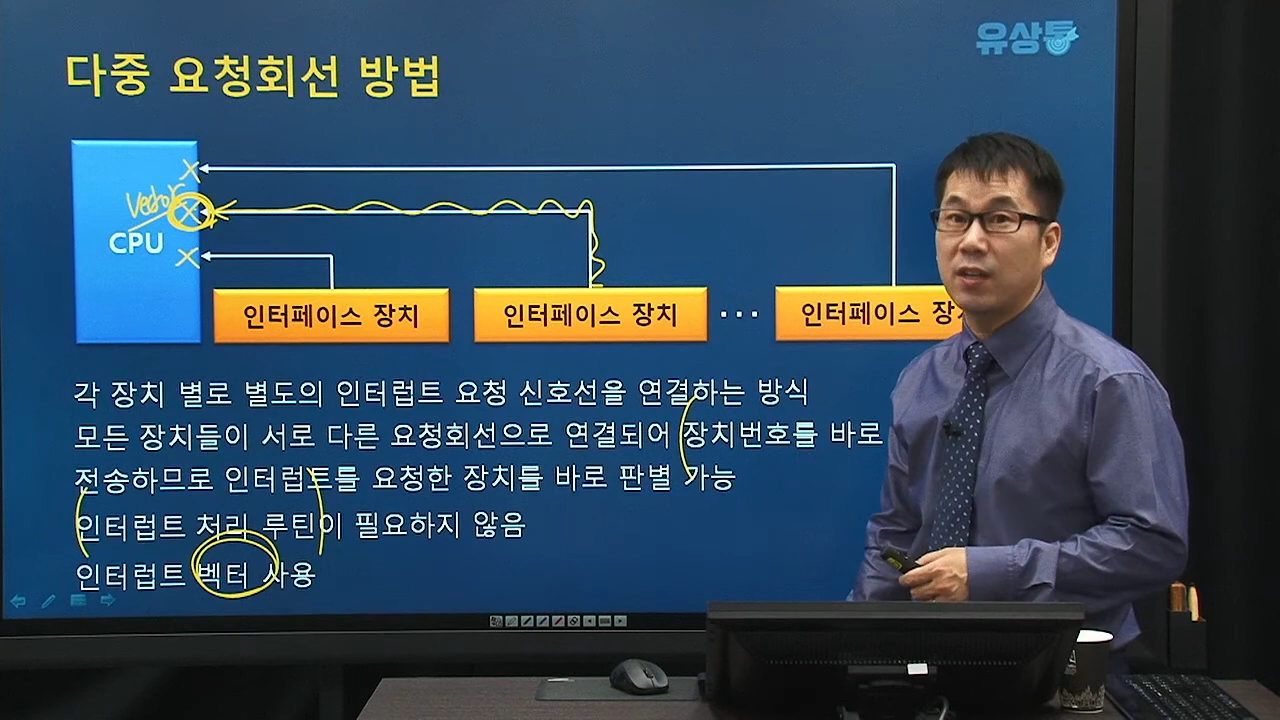 유상통
다중 요청회선 방법
Vector
CPU
인터페이스 장치
인터페이스 장치
...
인터페이스 장
각 장치 별로 별도의 인터럽트 요청 신호선을 연결하는 방식
모든 장치들이 서로 다른 요청회선으로 연결되어 장치번호를 바로
전송하므로 인터럽트를 요청한 장치를 바로 판별 가능
인터럽트 처리 루틴이 필요하지 않음
인터럽트 벡터 사용